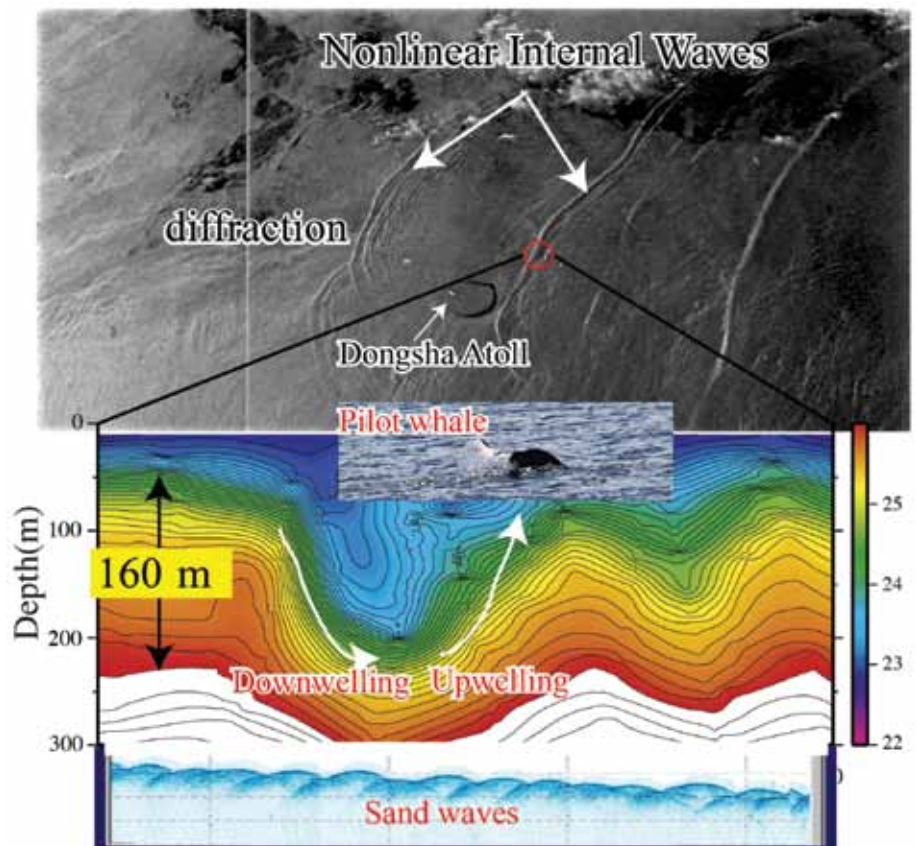 Nonlinear Internal Waves
diffraction
Dongsha Atoll
0
Pilot whale
25
100
160 m
24
Depth(m)
200
23
Downwelling Upwelling
22
300
0
Sand waves